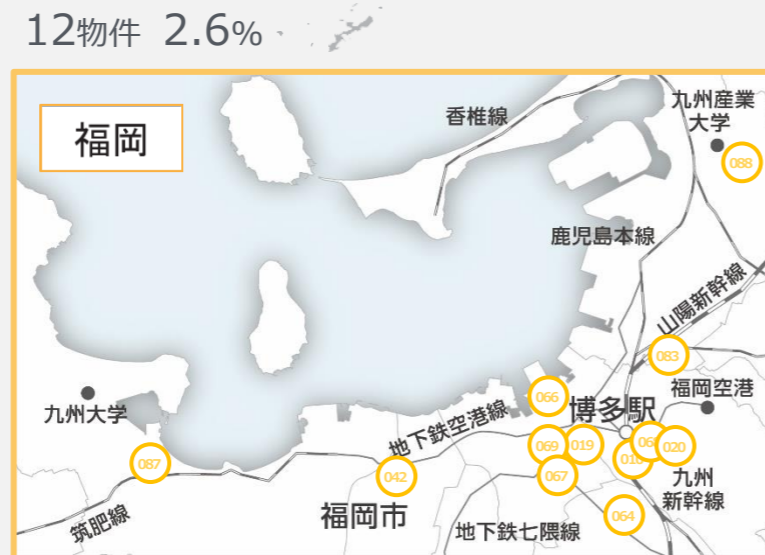 12物件 2.6%
福岡
香椎線
九州産業
大学
088
鹿児島本線
山陽新幹線
083
福岡空港
九州大学
066
博多駅
地下鉄空港線
069
019
020
087
042
067
九州
新幹線
064
福岡市
筑肥線
地下鉄七隈線